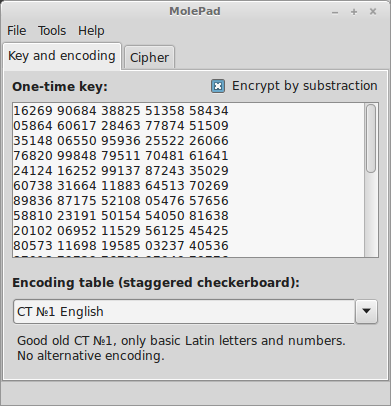 MolePad
File Tools Help
Key and encoding Cipher
One-time key: Encrypt by substraction
16269 90684 38825 51358 58434
05864 60617 28463 77874 51509
35148 06550 95936 25522 26066
76820 99848 79511 70481 61641
24124 16252 99137 87243 35029
60738 31664 11883 64513 70269
89836 87175 52108 05476 57656
58810 23191 50154 54050 81638
20102 06952 11529 56125 45425
80573 11698 19585 03237 40536
Encoding table (staggered checkerboard):
CT №1 English
Good old CT №1, only basic Latin letters and numbers.
No alternative encoding.